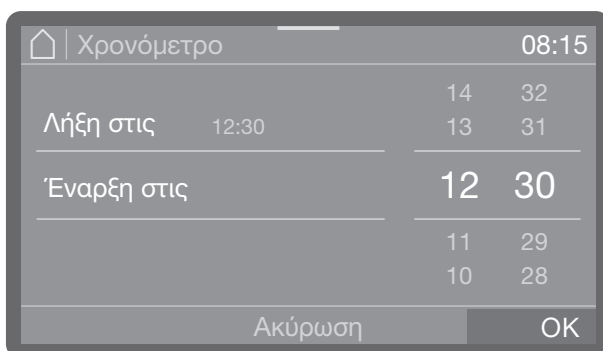 Χρονόμετρο 08:15
14 32
Λήξη στις 12:30 13 31
Έναρξη στις 12 30
11 29
10 28
Ακύρωση OK